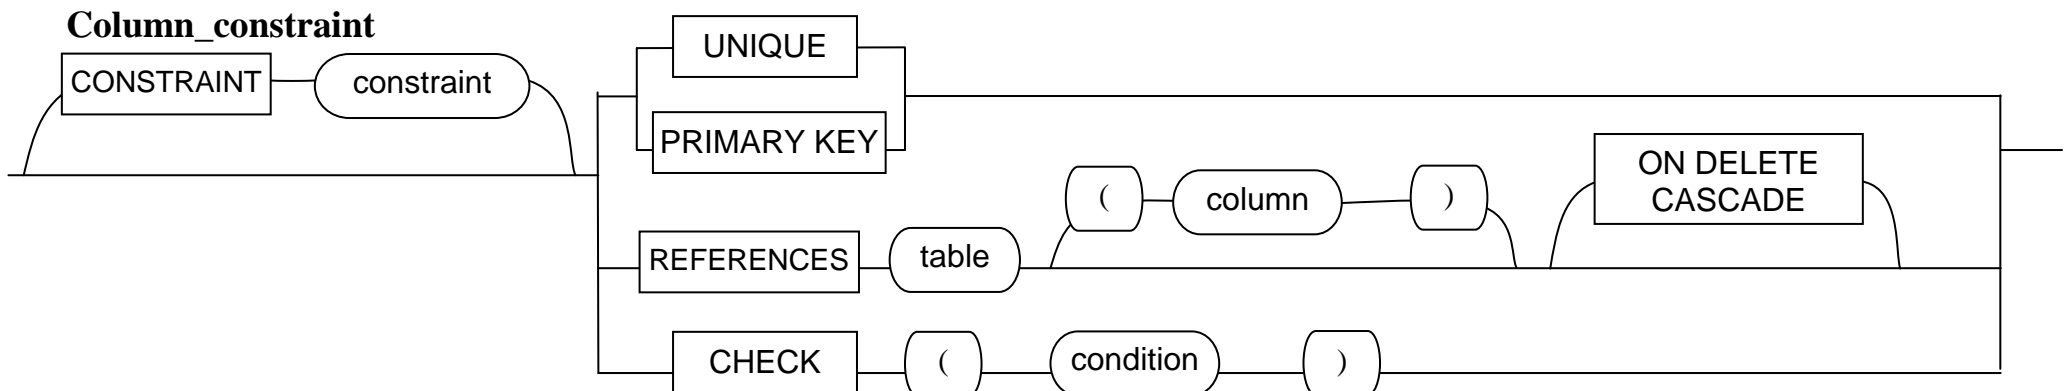 Column_constraint
CONSTRAINT constraint
UNIQUE
PRIMARY KEY
REFERENCES table ( column ) ON DELETE
CASCADE
CHECK ( condition )